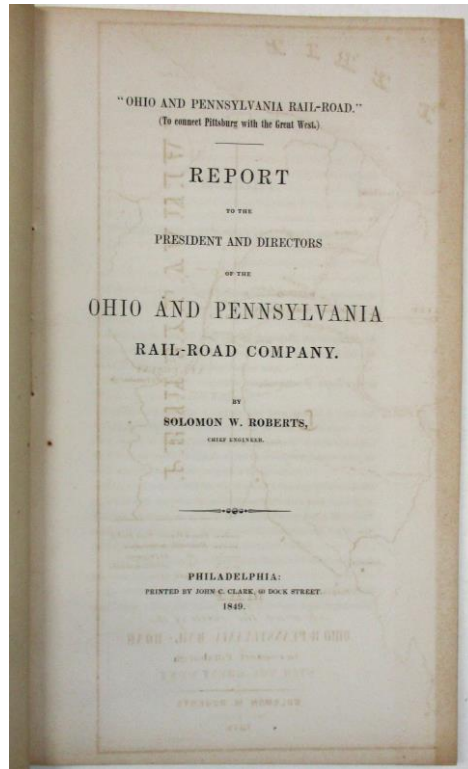 "OHIO AND PENNSYLVANIA RAIL-ROAD."
(To connect Pittsburg with the Great West.)
REPORT
TO THE
PRESIDENT AND DIRECTORS
OF THE
OHIO AND PENNSYLVANIA
RAIL-ROAD COMPANY.
BY
SOLOMON W. ROBERTS,
CHIEF ENGINEER.
PHILADELPHIA:
PRINTED BY JOHN C. CLARK, 60 DOCK STREET.
1849.